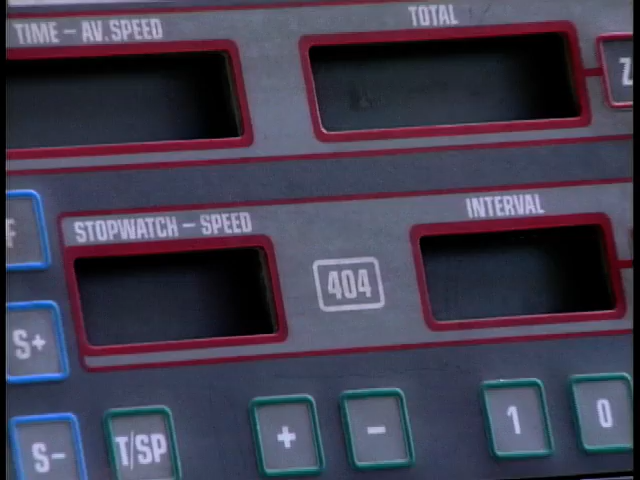 TIME – AV. SPEED
TOTAL
STOPWATCH – SPEED
INTERVAL
404
S+
S-
T/SP
+
-
1
0